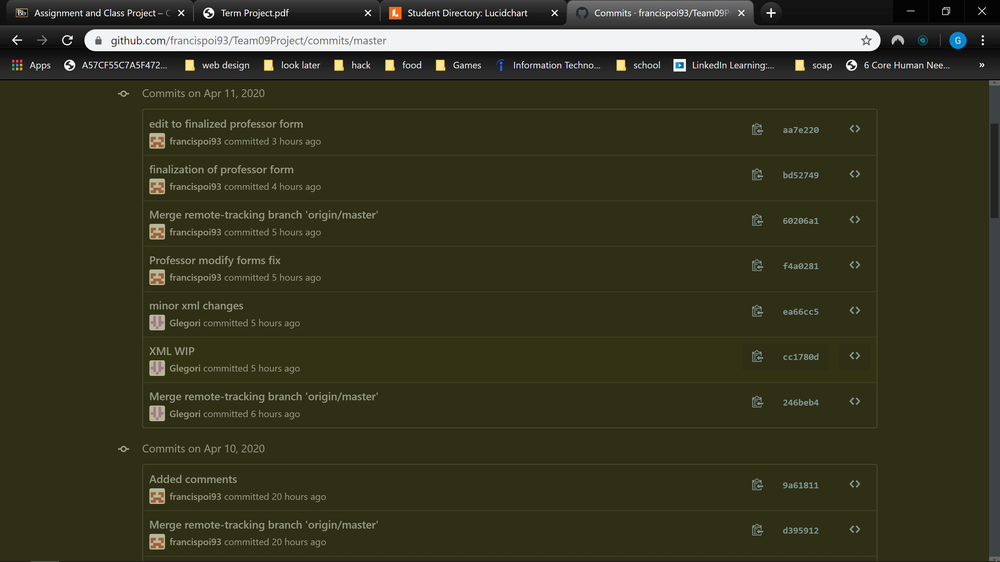 Bb Assignment and Class Project – C
Term Project.pdf
Student Directory: Lucidchart
Commits · francispoi93/Team09Pr
github.com/francispoi93/Team09Project/commits/master
G
Apps
A57CF55C7A5F472...
web design
look later
hack
food
Games
Information Techno...
school
LinkedIn Learning:...
soap
6 Core Human Nee...
»
Commits on Apr 11, 2020
edit to finalized professor form
francispoi93 committed 3 hours ago
aa7e220
finalization of professor form
francispoi93 committed 4 hours ago
bd52749
Merge remote-tracking branch 'origin/master'
francispoi93 committed 5 hours ago
60206a1
Professor modify forms fix
francispoi93 committed 5 hours ago
f4a0281
minor xml changes
Glegori committed 5 hours ago
ea66cc5
XML WIP
Glegori committed 5 hours ago
cc1780d
Merge remote-tracking branch 'origin/master'
Glegori committed 6 hours ago
246beb4
Commits on Apr 10, 2020
Added comments
francispoi93 committed 20 hours ago
9a61811
Merge remote-tracking branch 'origin/master'
francispoi93 committed 20 hours ago
d395912